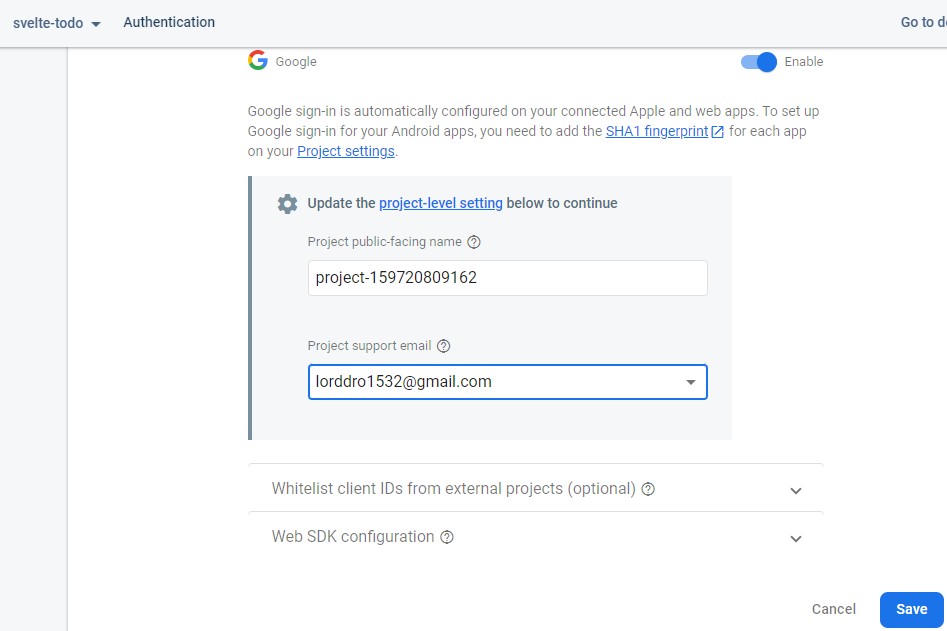 svelte-todo Authentication Go to d
Google Enable
Google sign-in is automatically configured on your connected Apple and web apps. To set up
Google sign-in for your Android apps, you need to add the SHA1 fingerprint for each app
on your Project settings.
Update the project-level setting below to continue
Project public-facing name
project-159720809162
Project support email
lorddro1532@gmail.com
Whitelist client IDs from external projects (optional)
Web SDK configuration
Cancel Save